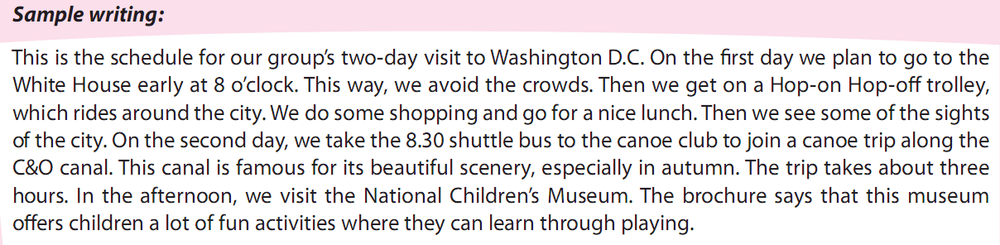 Sample writing:
This is the schedule for our group's two-day visit to Washington D.C. On the first day we plan to go to the
White House early at 8 o'clock. This way, we avoid the crowds. Then we get on a Hop-on Hop-off trolley,
which rides around the city. We do some shopping and go for a nice lunch. Then we see some of the sights
of the city. On the second day, we take the 8.30 shuttle bus to the canoe club to join a canoe trip along the
C&O canal. This canal is famous for its beautiful scenery, especially in autumn. The trip takes about three
hours. In the afternoon, we visit the National Children's Museum. The brochure says that this museum
offers children a lot of fun activities where they can learn through playing.